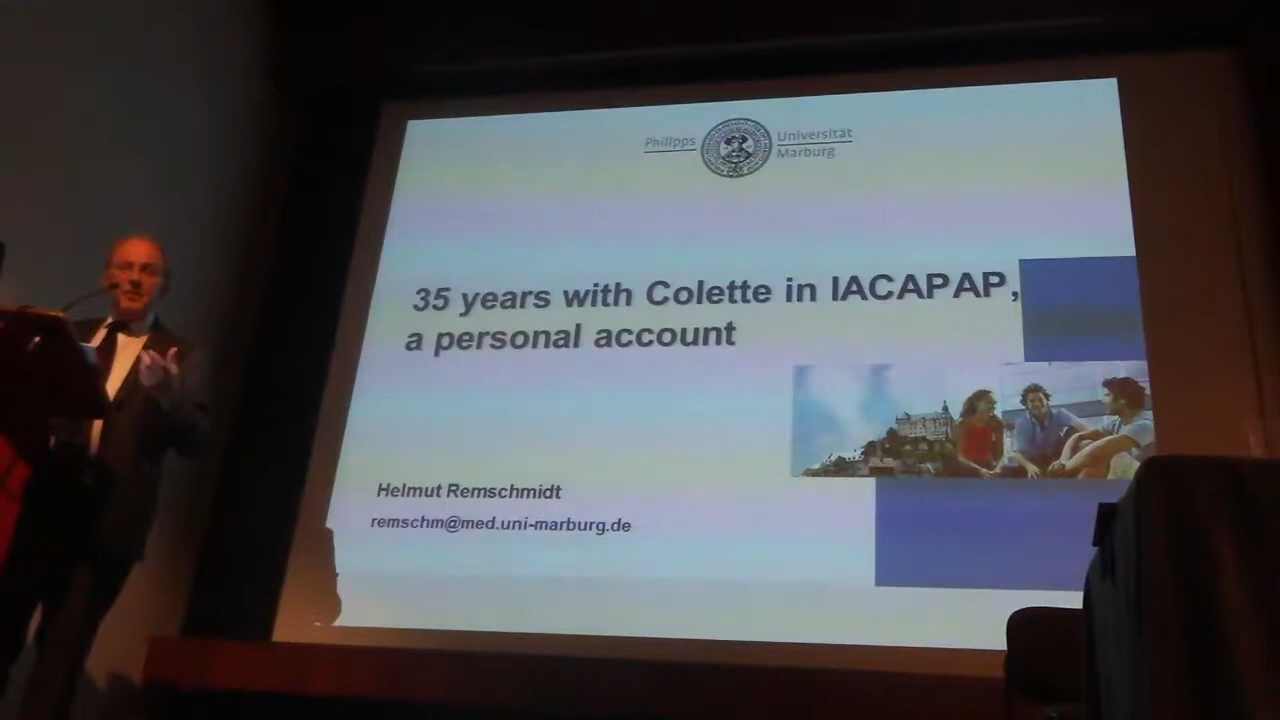 Philipps
Universität
Marburg
35 years with Colette in IACAPAP,
a personal account
Helmut Remschmidt
remschm@med.uni-marburg.de